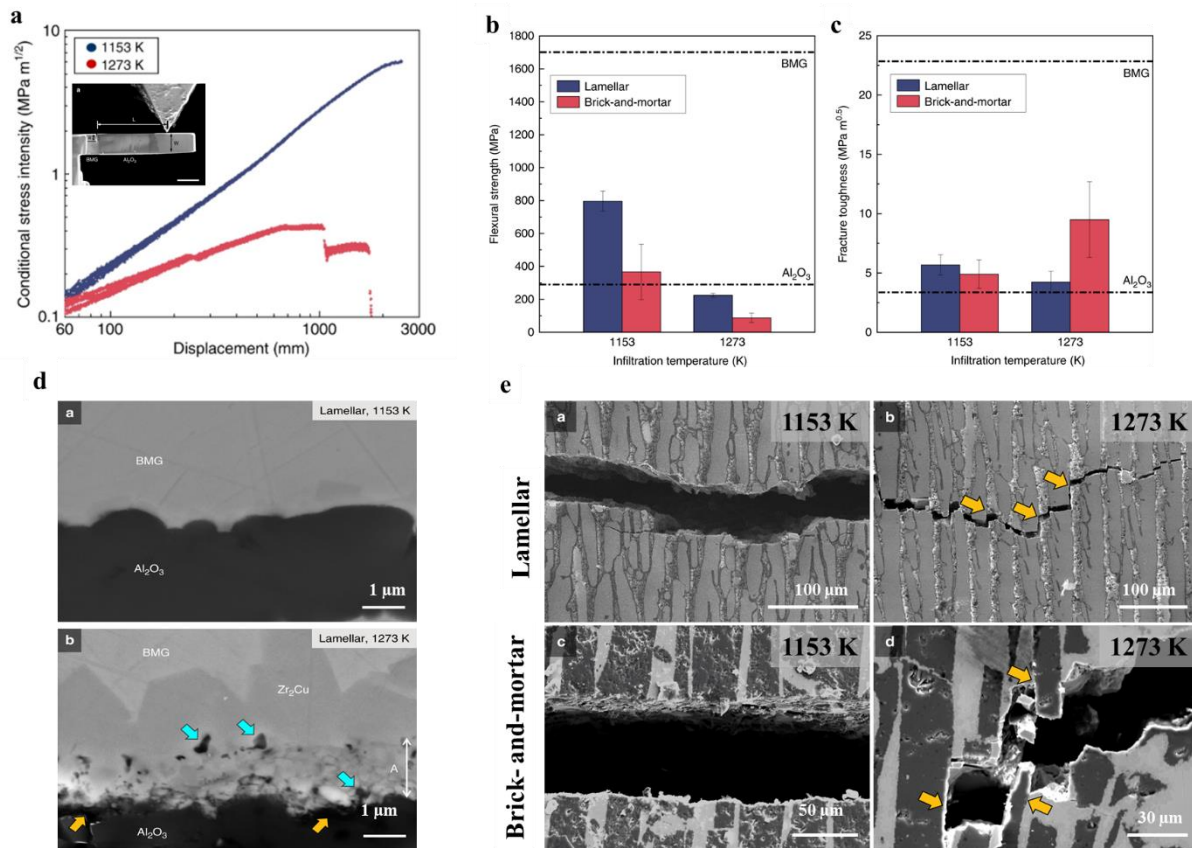 a
Conditional stress intensity (MPa m1/2)
10
1
0.1
1153 K
1273 K
a
L
W
BMG
Al2O3
60
100
1000
3000
Displacement (mm)
b
Flexural strength (MPa)
1800
1600
1400
1200
1000
800
600
400
200
0
BMG
Lamellar
Brick-and-mortar
Al2O3
1153
1273
Infiltration temperature (K)
c
Fracture toughness (MPa m0.5)
25
20
15
10
5
0
BMG
Lamellar
Brick-and-mortar
Al2O3
1153
1273
Infiltration temperature (K)
d
a
Lamellar, 1153 K
BMG
Al2O3
1 μm
b
Lamellar, 1273 K
BMG
Zr2Cu
A
1 μm
Al2O3
e
Lamellar
a
1153 K
100 μm
b
1273 K
100 μm
Brick- and-mortar
c
1153 K
50 μm
d
1273 K
30 μm